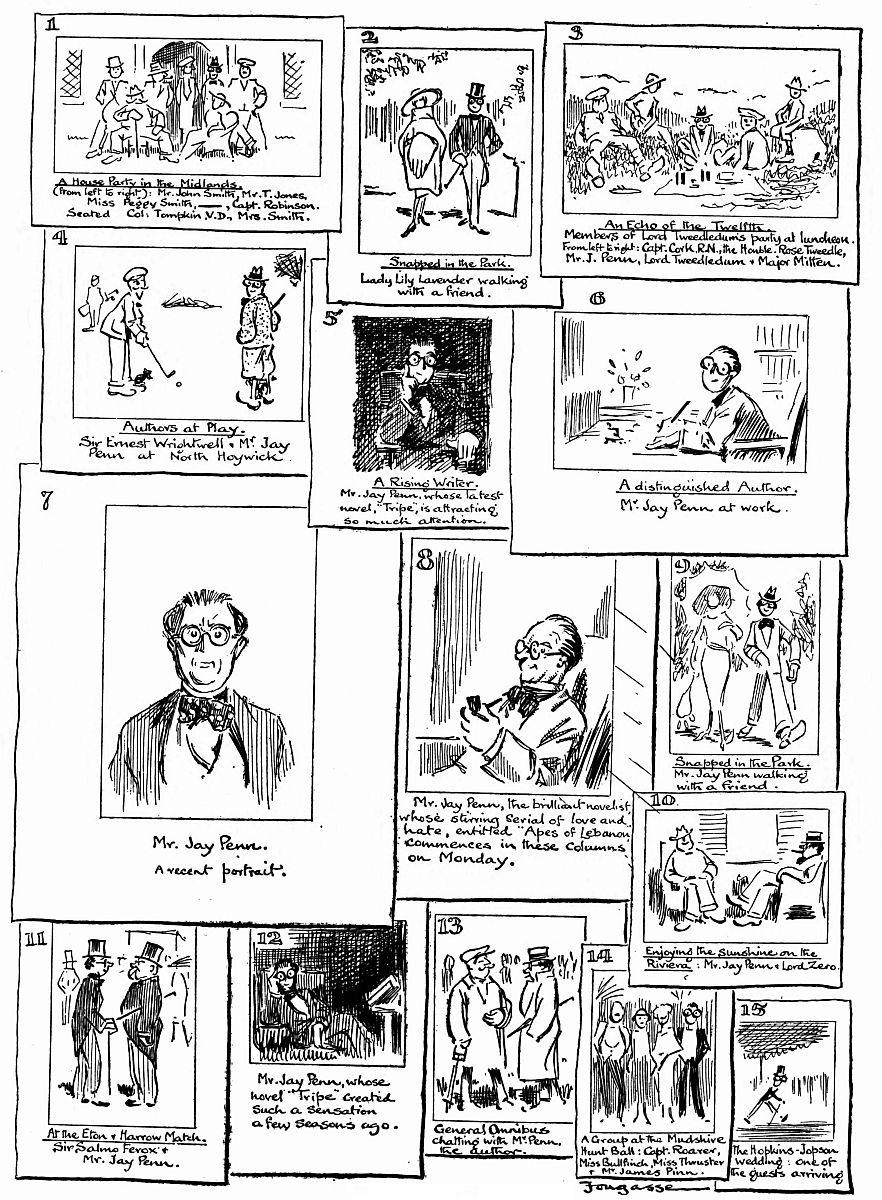 1
A House Party in the Midlands.
(from left to right): Mr. John Smith, Mr. T. Jones,
Miss Peggy Smith, ——, Capt. Robinson.
Seated Col: Tompkin V.D., Mrs. Smith.
2
Snapped in the Park.
Lady Lily Lavender walking
with a friend.
3
An Echo of the Twelfth.
Members of Lord Tweedledum's party at luncheon.
From left to right: Capt. Cork, R.N., the Honble. Rose Tweedle,
Mr. J. Penn, Lord Tweedledum & Major Mitten.
4
Authors at Play.
Sir Ernest Wrightwell & Mr. Jay
Penn at North Hoywick.
5
A Rising Writer.
Mr. Jay Penn, whose latest
novel, "Tripe", is attracting
so much attention.
6
A distinguished Author.
Mr. Jay Penn at work.
7
Mr. Jay Penn.
A recent portrait.
8
Mr. Jay Penn, the brilliant novelist
whose stirring serial of love and
hate, entitled "Apes of Lebanon
commences in these columns
on Monday.
9
Snapped in the Park.
Mr. Jay Penn walking
with a friend.
10
Enjoying the sunshine on the
Riviera: Mr. Jay Penn & Lord Zero.
11
At the Eton & Harrow Match.
Sir Salmo Ferox &
Mr. Jay Penn.
12
Mr. Jay Penn, whose
novel "Tripe" created
such a sensation
a few seasons ago.
13
General Omnibus
chatting with Mr. Penn,
the author.
14
A Group at the Mudshire
Hunt Ball: Capt. Roarer,
Miss Bullfinch, Miss Thruster
& Mr. James Pinn.
15
The Hopkins-Jopson
wedding: one of
the guests arriving
Fougasse